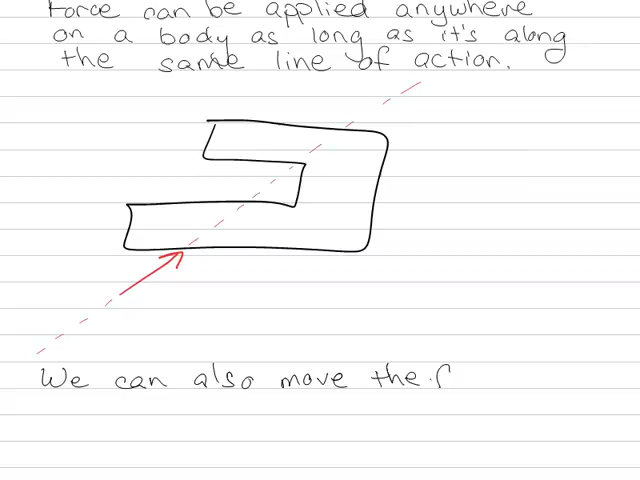 Force can be applied anywhere
on a body as long as it's along
the same line of action.
We can also move the